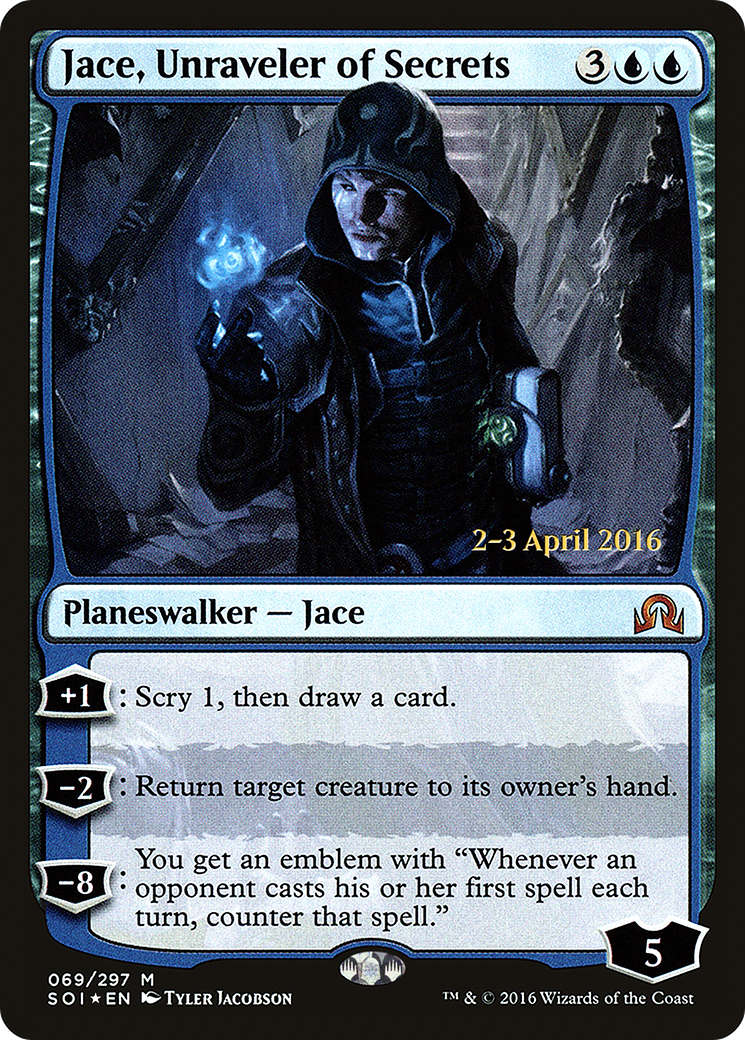 Jace, Unraveler of Secrets 3
2–3 April 2016
Planeswalker — Jace
+1: Scry 1, then draw a card.
−2: Return target creature to its owner's hand.
−8: You get an emblem with “Whenever an
opponent casts his or her first spell each
turn, counter that spell.”
5
069/297 M
SOI★EN Tyler Jacobson
™ & © 2016 Wizards of the Coast